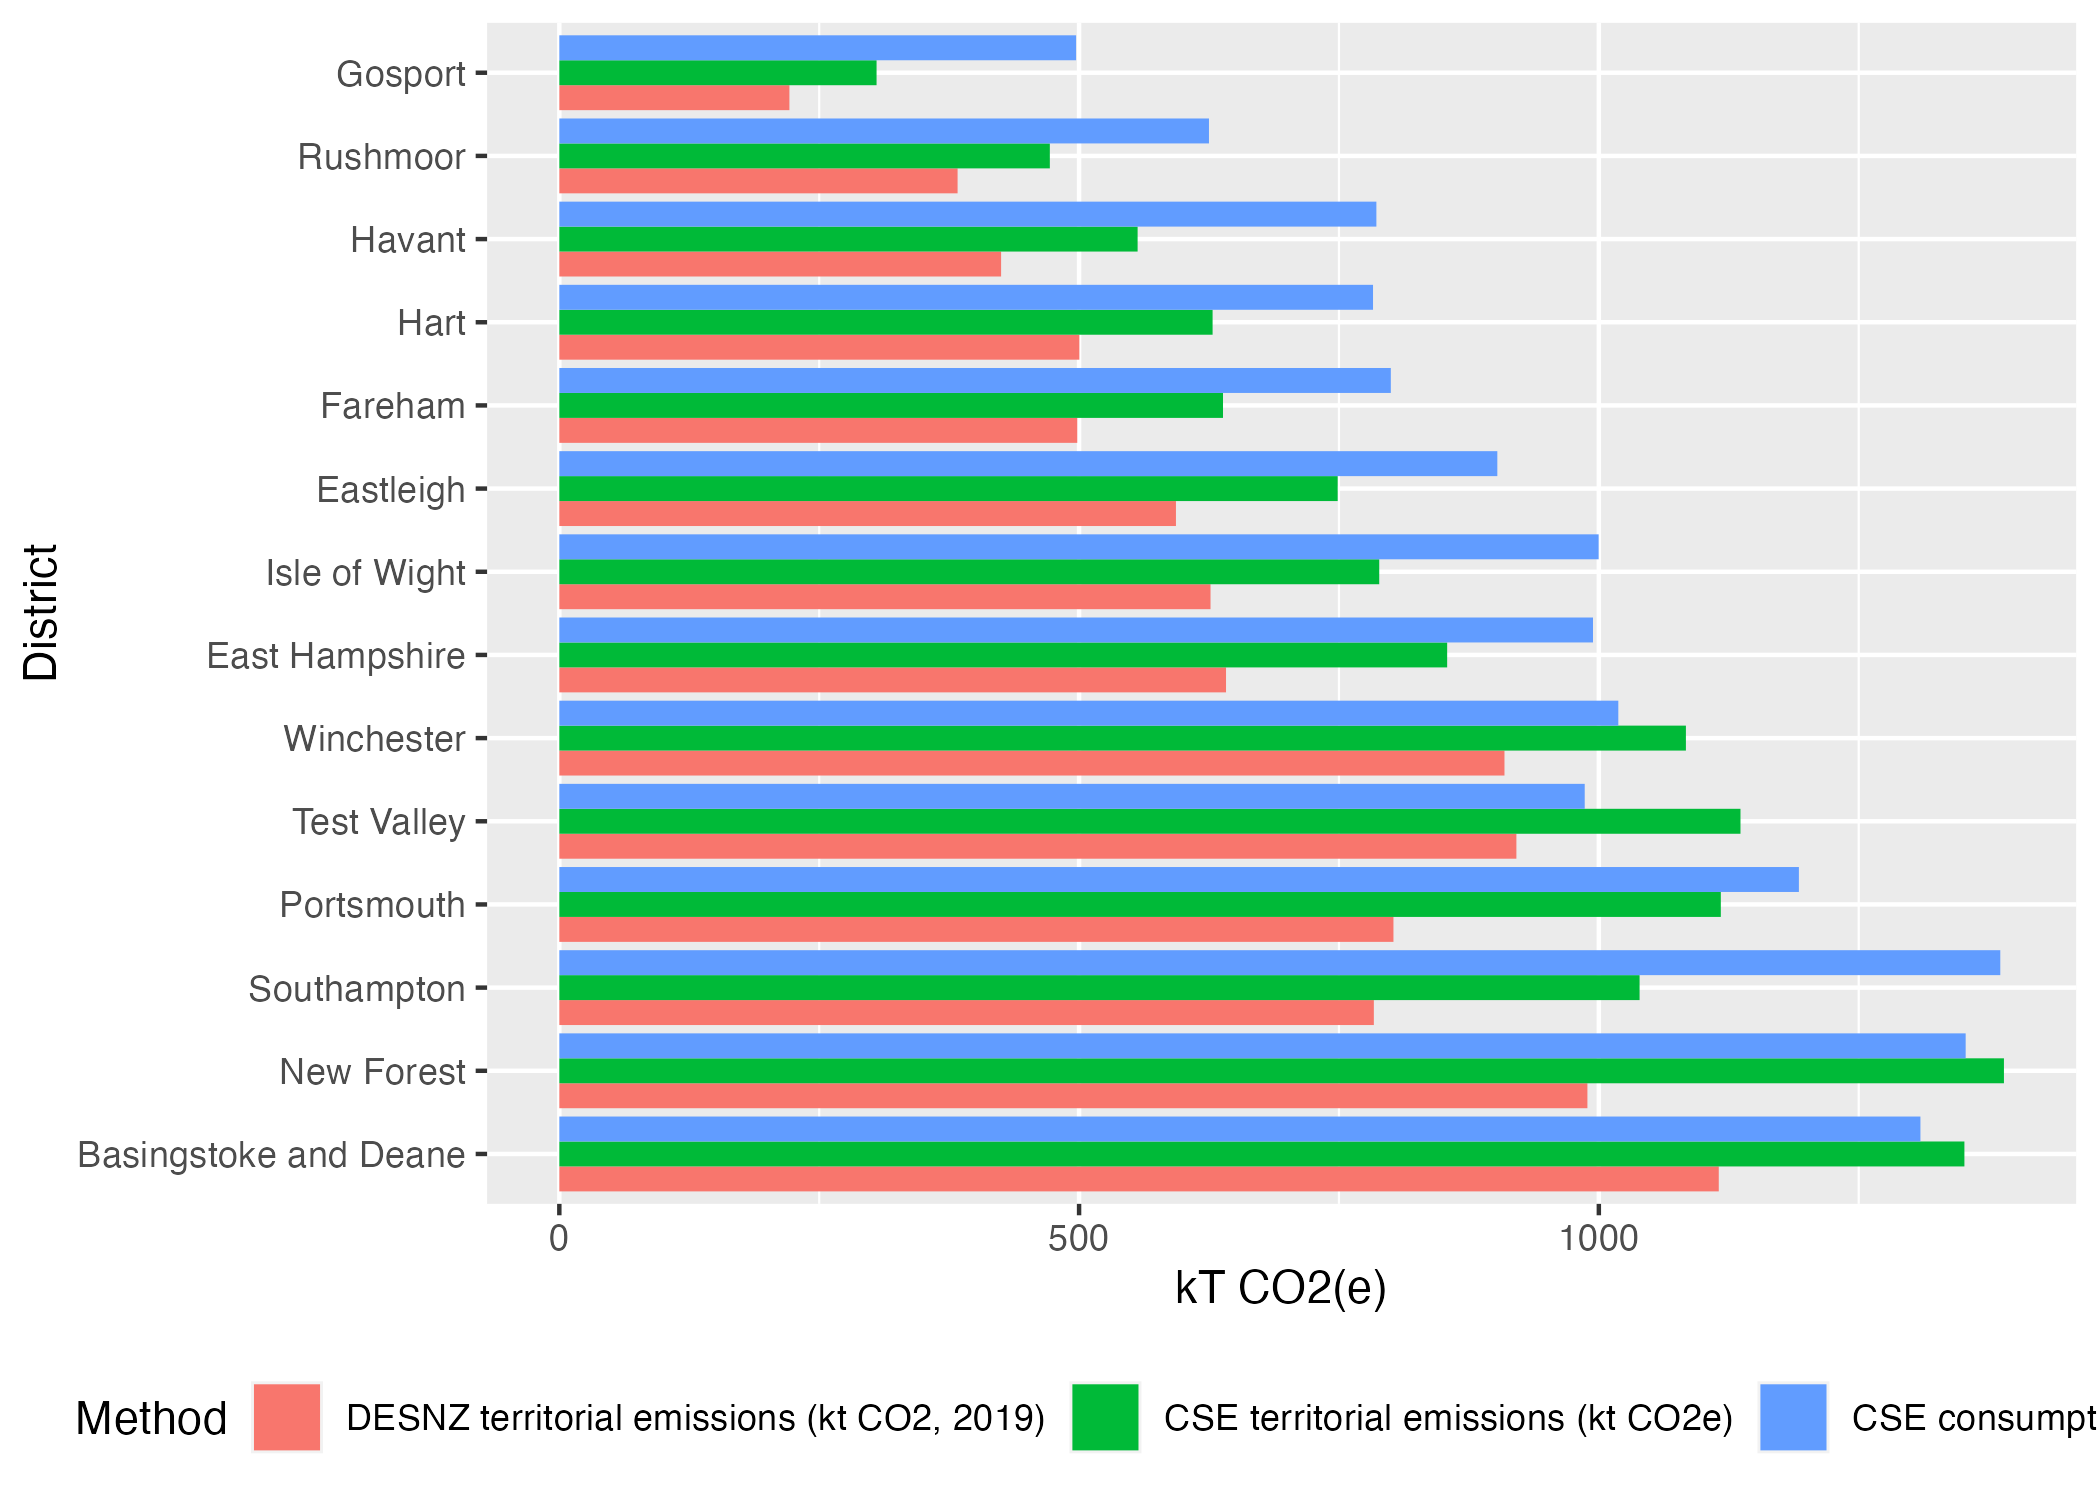 Gosport
Rushmoor
Havant
Hart
Fareham
Eastleigh
Isle of Wight
East Hampshire
Winchester
Test Valley
Portsmouth
Southampton
New Forest
Basingstoke and Deane
District
0 500 1000
kT CO2(e)
Method DESNZ territorial emissions (kt CO2, 2019) CSE territorial emissions (kt CO2e) CSE consumpt